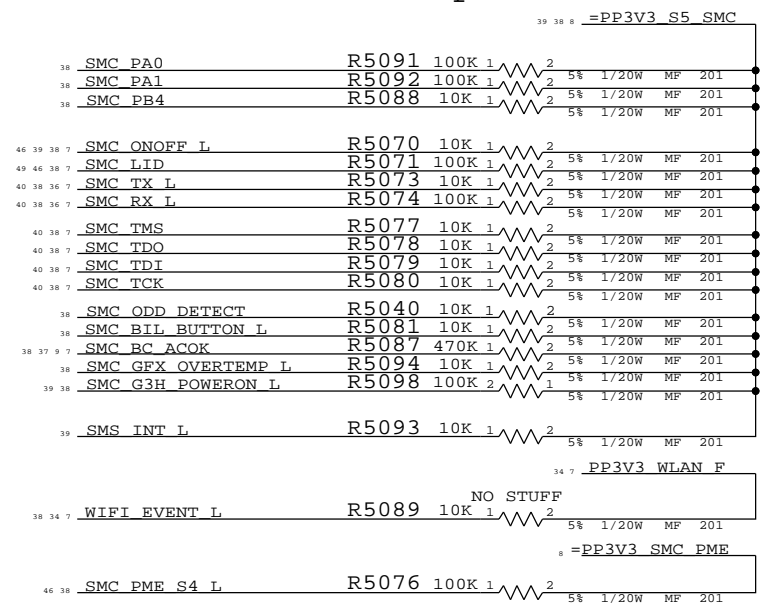 39 38 8 =PP3V3_S5_SMC
38 SMC_PA0 R5091 100K 1 2 5% 1/20W MF 201
38 SMC_PA1 R5092 100K 1 2 5% 1/20W MF 201
38 SMC_PB4 R5088 10K 1 2 5% 1/20W MF 201
46 39 38 7 SMC_ONOFF_L R5070 10K 1 2 5% 1/20W MF 201
49 46 38 7 SMC_LID R5071 100K 1 2 5% 1/20W MF 201
40 38 36 7 SMC_TX_L R5073 10K 1 2 5% 1/20W MF 201
40 38 36 7 SMC_RX_L R5074 100K 1 2 5% 1/20W MF 201
40 38 7 SMC_TMS R5077 10K 1 2 5% 1/20W MF 201
40 38 7 SMC_TDO R5078 10K 1 2 5% 1/20W MF 201
40 38 7 SMC_TDI R5079 10K 1 2 5% 1/20W MF 201
40 38 7 SMC_TCK R5080 10K 1 2 5% 1/20W MF 201
38 SMC_ODD_DETECT R5040 10K 1 2 5% 1/20W MF 201
38 SMC_BIL_BUTTON_L R5081 10K 1 2 5% 1/20W MF 201
38 37 9 7 SMC_BC_ACOK R5087 470K 1 2 5% 1/20W MF 201
38 SMC_GFX_OVERTEMP_L R5094 10K 1 2 5% 1/20W MF 201
39 38 SMC_G3H_POWERON_L R5098 100K 2 1 5% 1/20W MF 201
39 SMS_INT_L R5093 10K 1 2 5% 1/20W MF 201
34 7 PP3V3_WLAN_F
NO STUFF
38 34 7 WIFI_EVENT_L R5089 10K 1 2 5% 1/20W MF 201
8 =PP3V3_SMC_PME
46 38 SMC_PME_S4_L R5076 100K 1 2 5% 1/20W MF 201